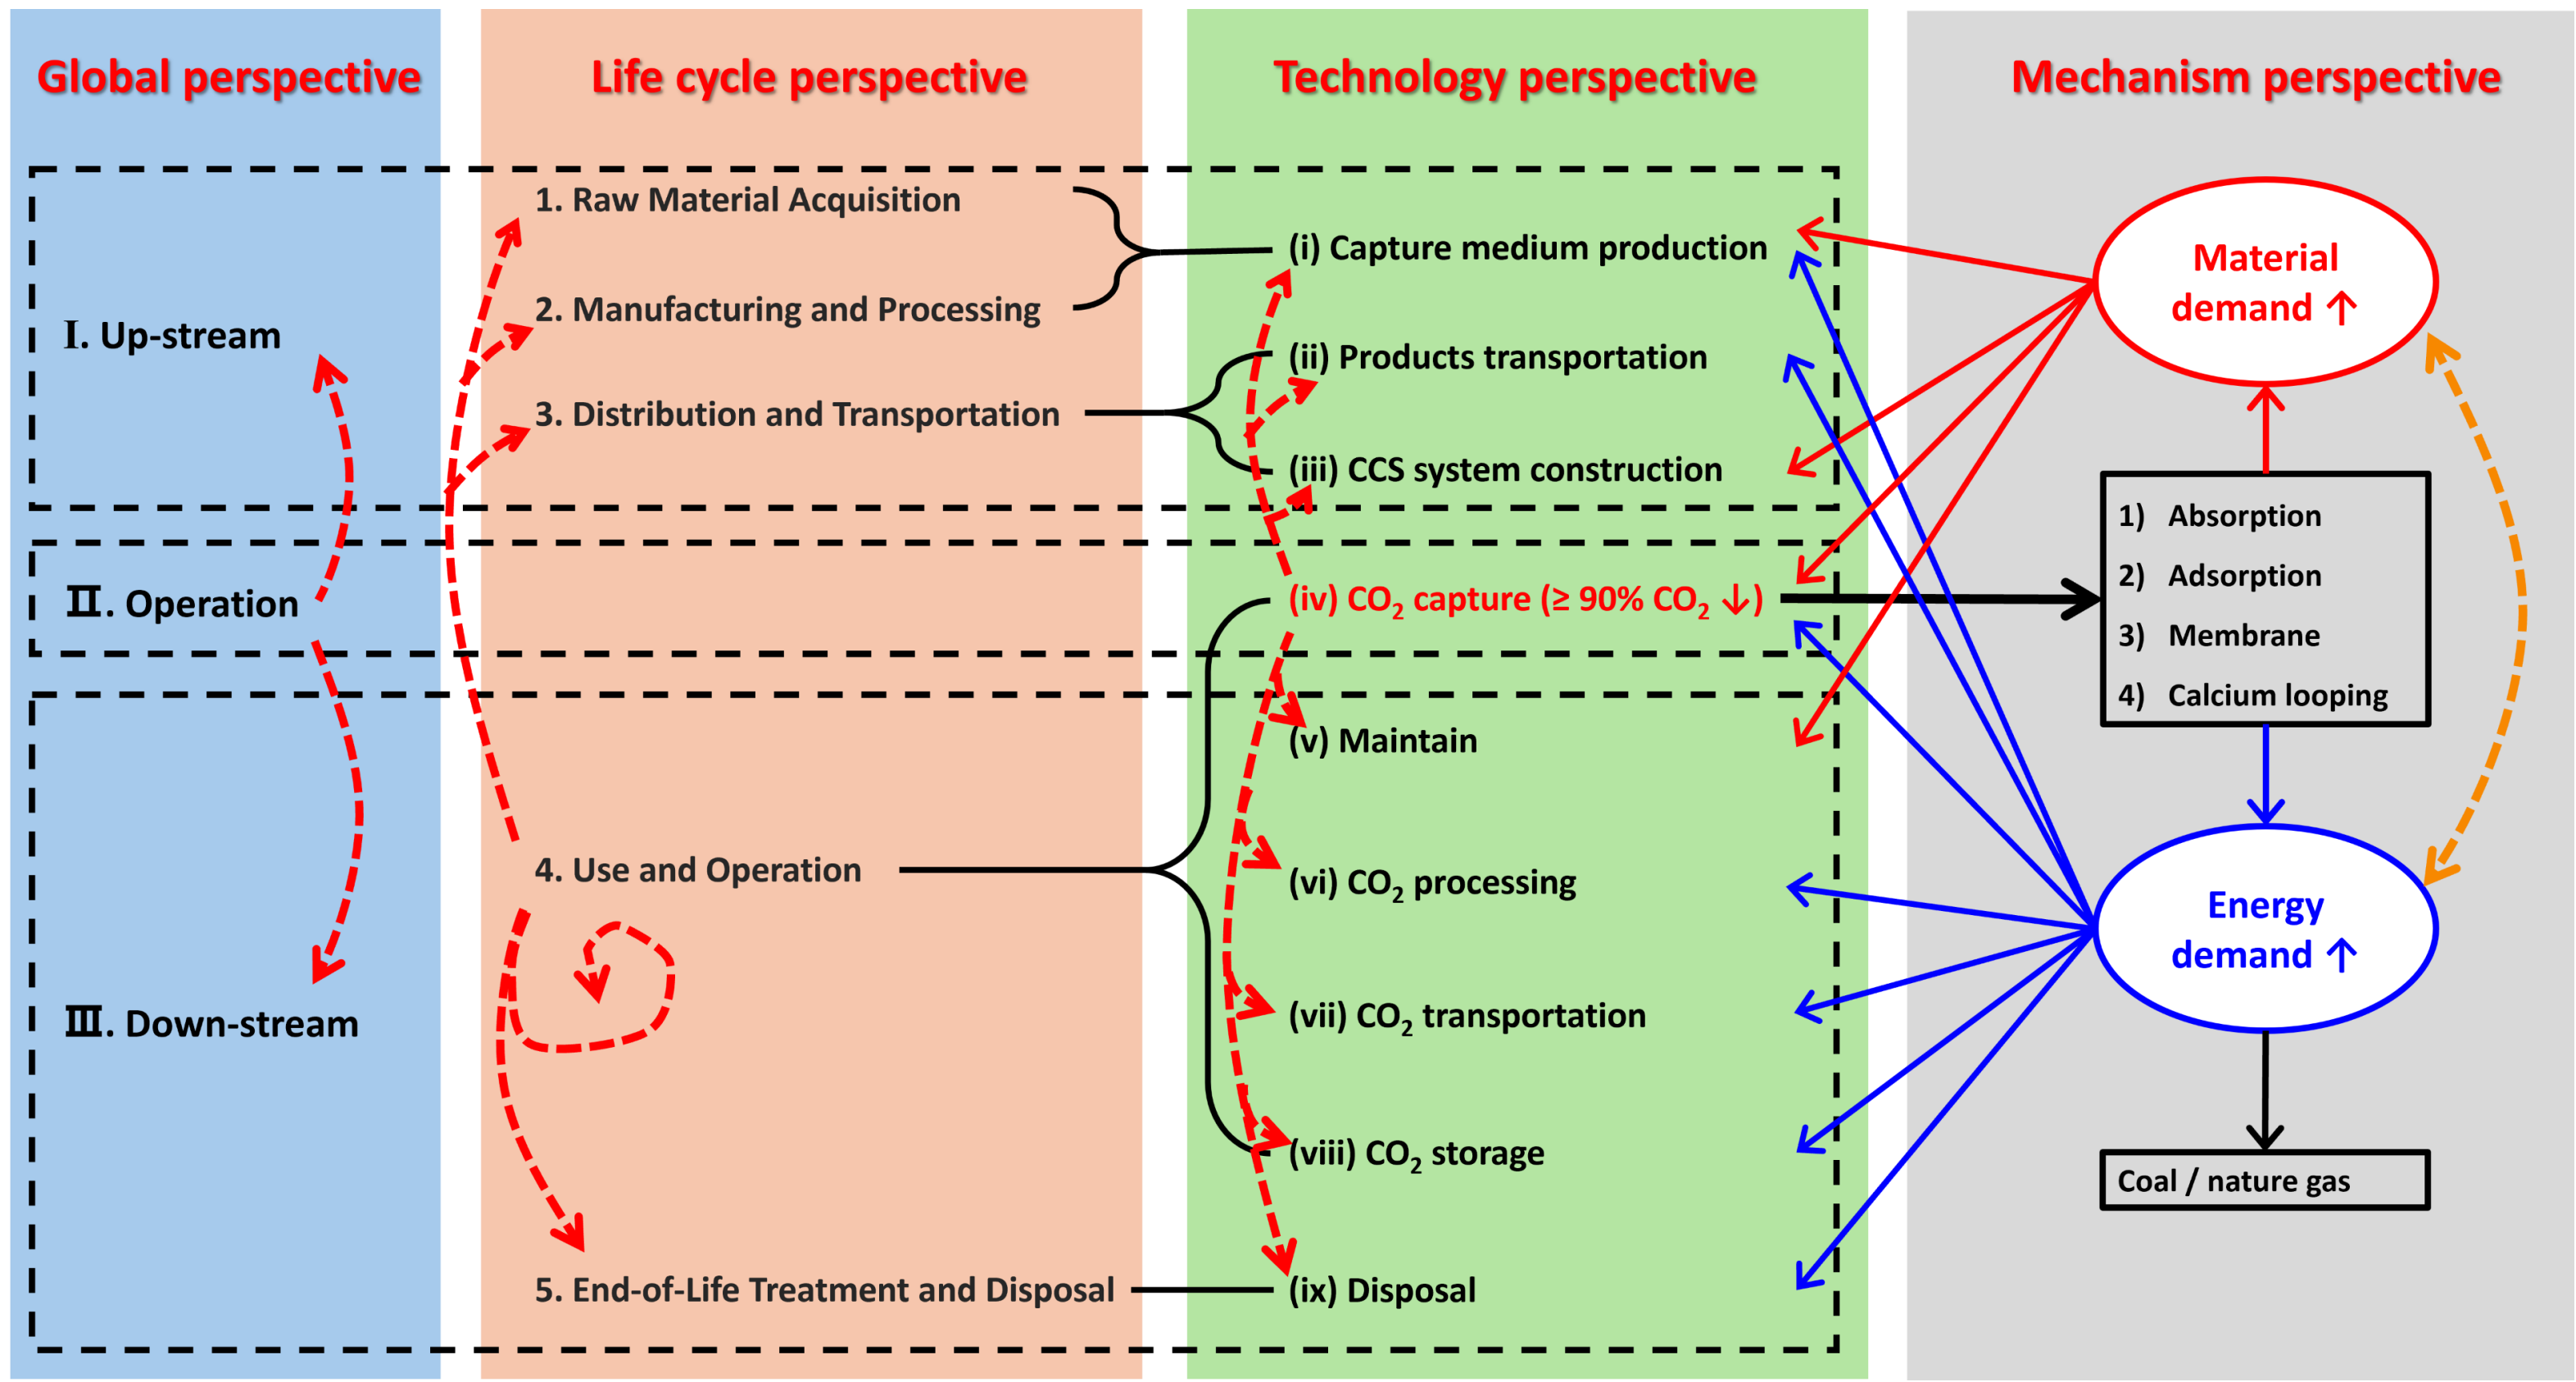 Global perspective
Life cycle perspective
Technology perspective
Mechanism perspective
I. Up-stream
II. Operation
III. Down-stream
1. Raw Material Acquisition
2. Manufacturing and Processing
3. Distribution and Transportation
4. Use and Operation
5. End-of-Life Treatment and Disposal
(i) Capture medium production
(ii) Products transportation
(iii) CCS system construction
(iv) CO₂ capture (≥ 90% CO₂ ↓)
(v) Maintain
(vi) CO₂ processing
(vii) CO₂ transportation
(viii) CO₂ storage
(ix) Disposal
Material
demand ↑
1) Absorption
2) Adsorption
3) Membrane
4) Calcium looping
Energy
demand ↑
Coal / nature gas